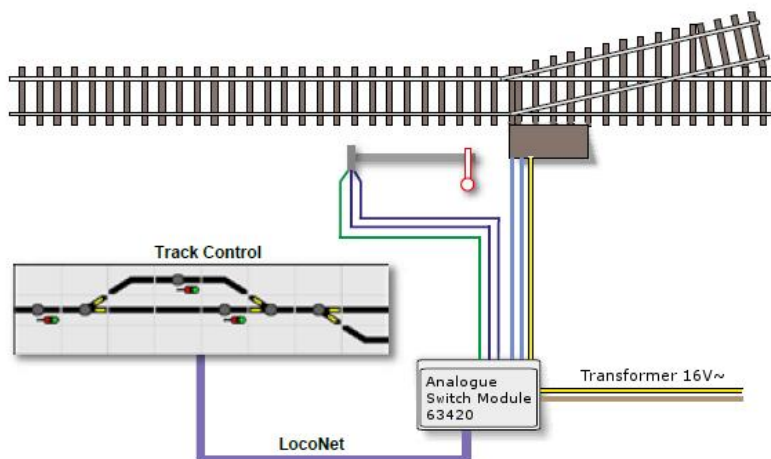 Track Control
Transformer 16V~
Analogue
Switch Module
63420
LocoNet